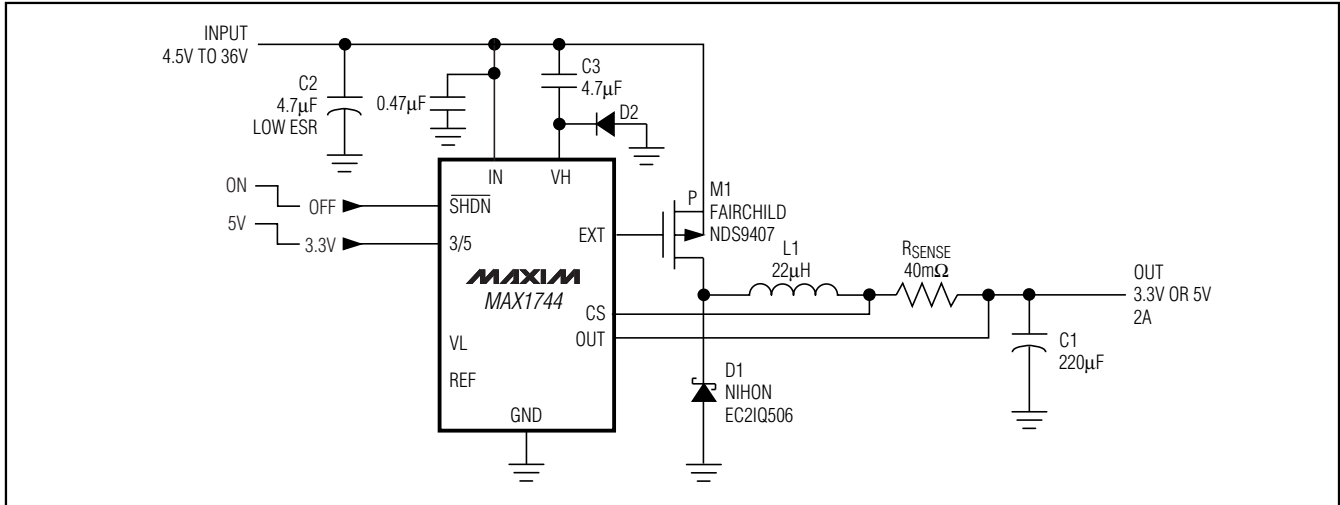 INPUT
4.5V TO 36V
C2
4.7µF
LOW ESR
0.47µF
C3
4.7µF
D2
IN
VH
ON
OFF
SHDN
5V
3.3V
3/5
EXT
P
M1
FAIRCHILD
NDS9407
MAXIM
MAX1744
L1
22µH
RSENSE
40mΩ
OUT
3.3V OR 5V
2A
CS
OUT
VL
REF
GND
D1
NIHON
EC2IQ506
C1
220µF